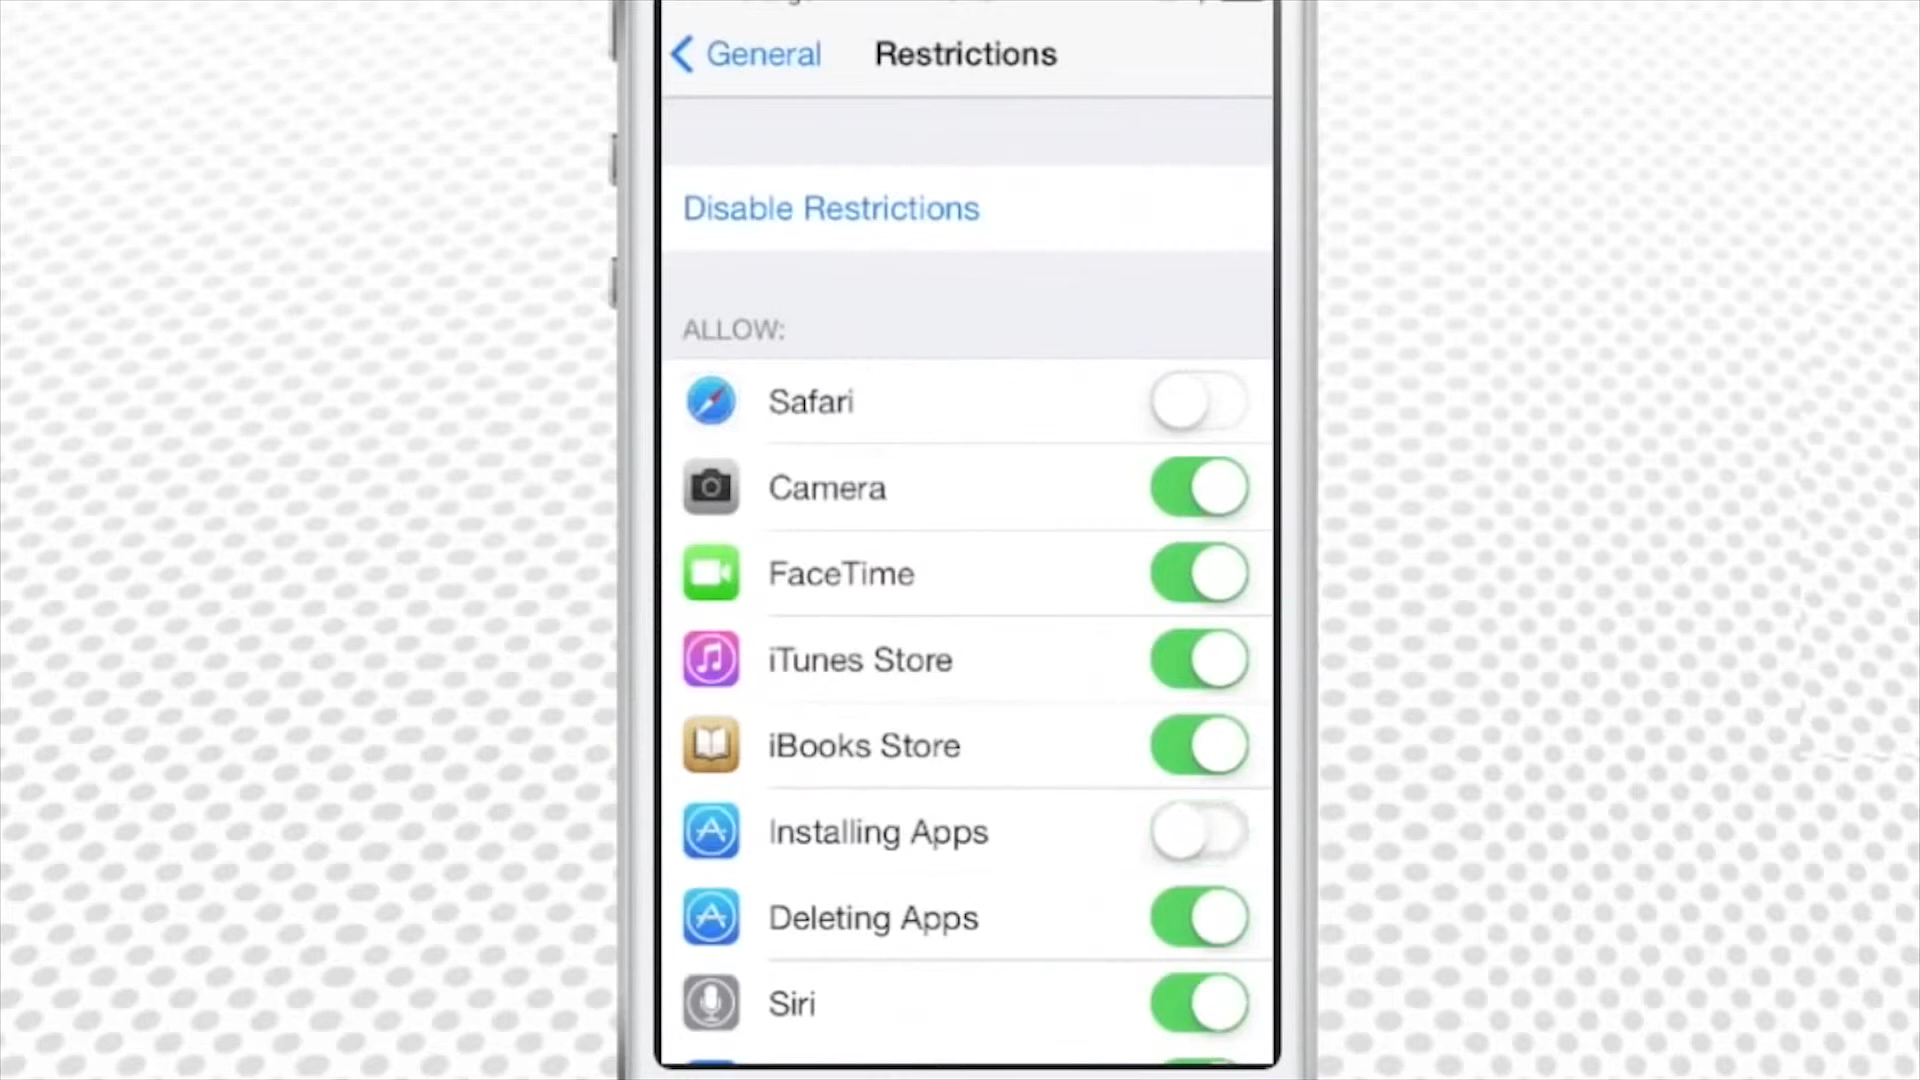 General
Restrictions
Disable Restrictions
ALLOW:
Safari
Camera
FaceTime
iTunes Store
iBooks Store
Installing Apps
Deleting Apps
Siri